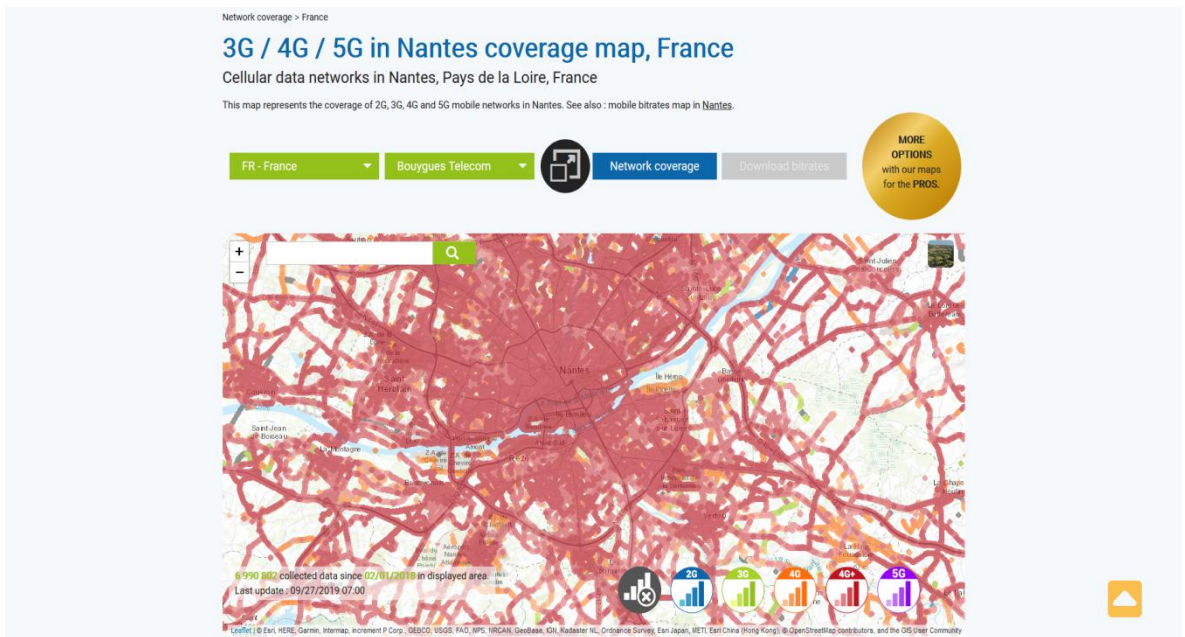 Network coverage > France
3G / 4G / 5G in Nantes coverage map, France
Cellular data networks in Nantes, Pays de la Loire, France
This map represents the coverage of 2G, 3G, 4G and 5G mobile networks in Nantes. See also : mobile bitrates map in Nantes.
FR - France
Bouygues Telecom
Network coverage
Download bitrates
MORE
OPTIONS
with our maps
for the PROS.
+
−
Nantes
Saint
Herblain
Saint-Jean
de Boiseau
La Montagne
6 990 802 collected data since 02/01/2018 in displayed area.
Last update : 09/27/2019 07:00
2G
3G
4G
4G+
5G
Leaflet | © Esri, HERE, Garmin, Intermap, increment P Corp., GEBCO, USGS, FAO, NPS, NRCAN, GeoBase, IGN, Kadaster NL, Ordnance Survey, Esri Japan, METI, Esri China (Hong Kong), © OpenStreetMap contributors, and the GIS User Community